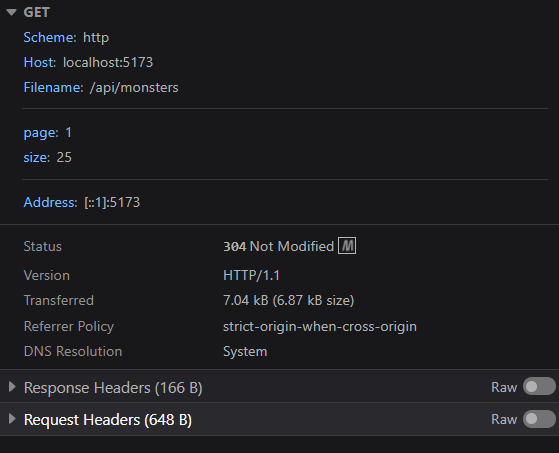 GET
Scheme: http
Host: localhost:5173
Filename: /api/monsters
page: 1
size: 25
Address: [::1]:5173
Status 304 Not Modified M
Version HTTP/1.1
Transferred 7.04 kB (6.87 kB size)
Referrer Policy strict-origin-when-cross-origin
DNS Resolution System
Response Headers (166 B) Raw
Request Headers (648 B) Raw